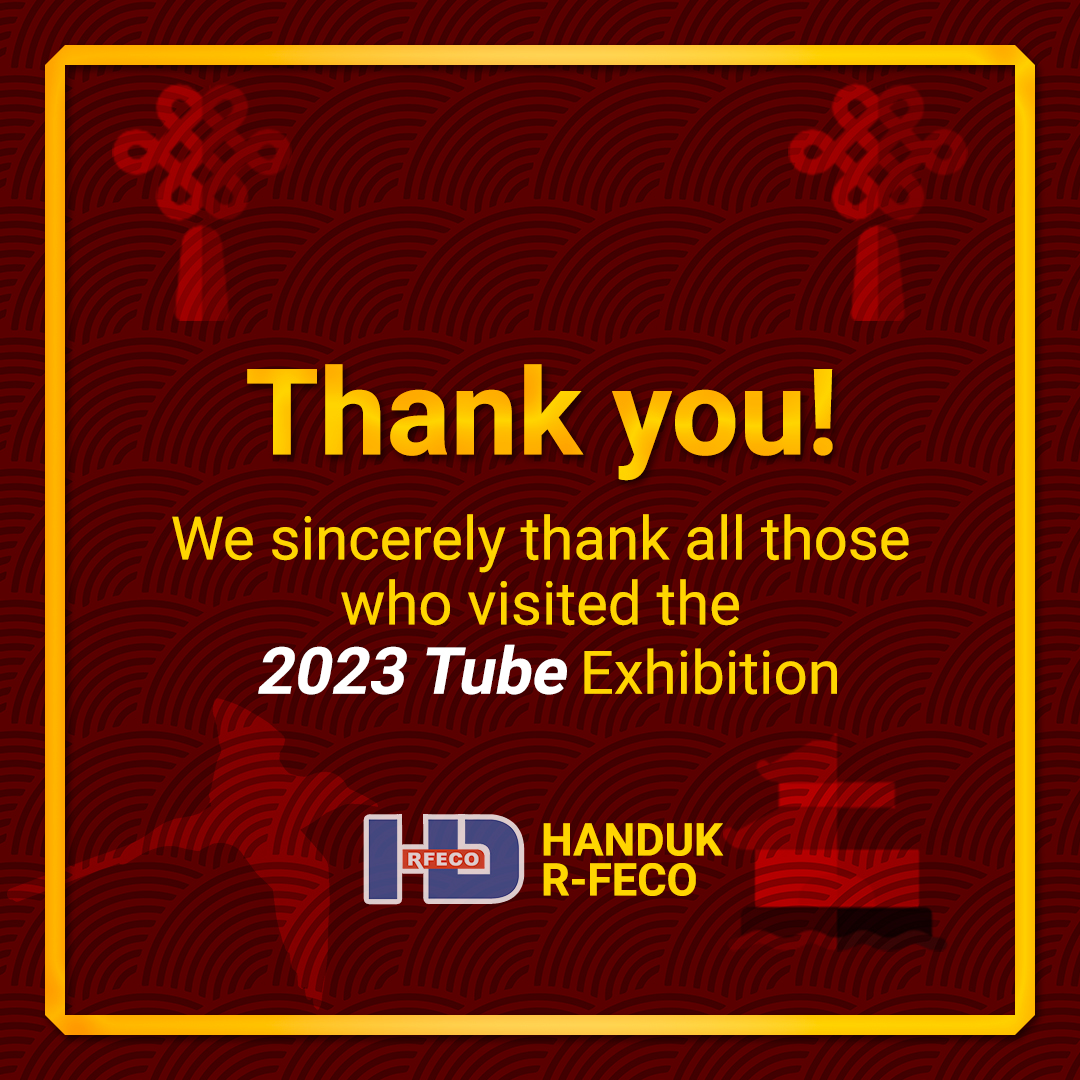 Thank you!
We sincerely thank all those
who visited the
2023 Tube Exhibition
HD
RFECO
HANDUK
R-FECO